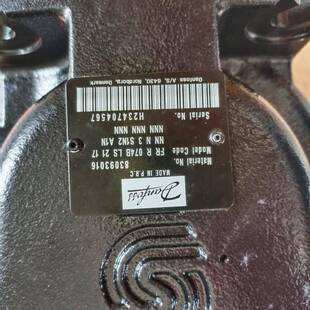 Danfoss
MADE IN P.R.C
Material No. 83093016
Model Code FR R 074B LS 21 17
NN N 3 S1N2 A1N
NNN NNN NNN
Serial No. H234704567
Danfoss A/S, 6430, Nordborg, Denmark